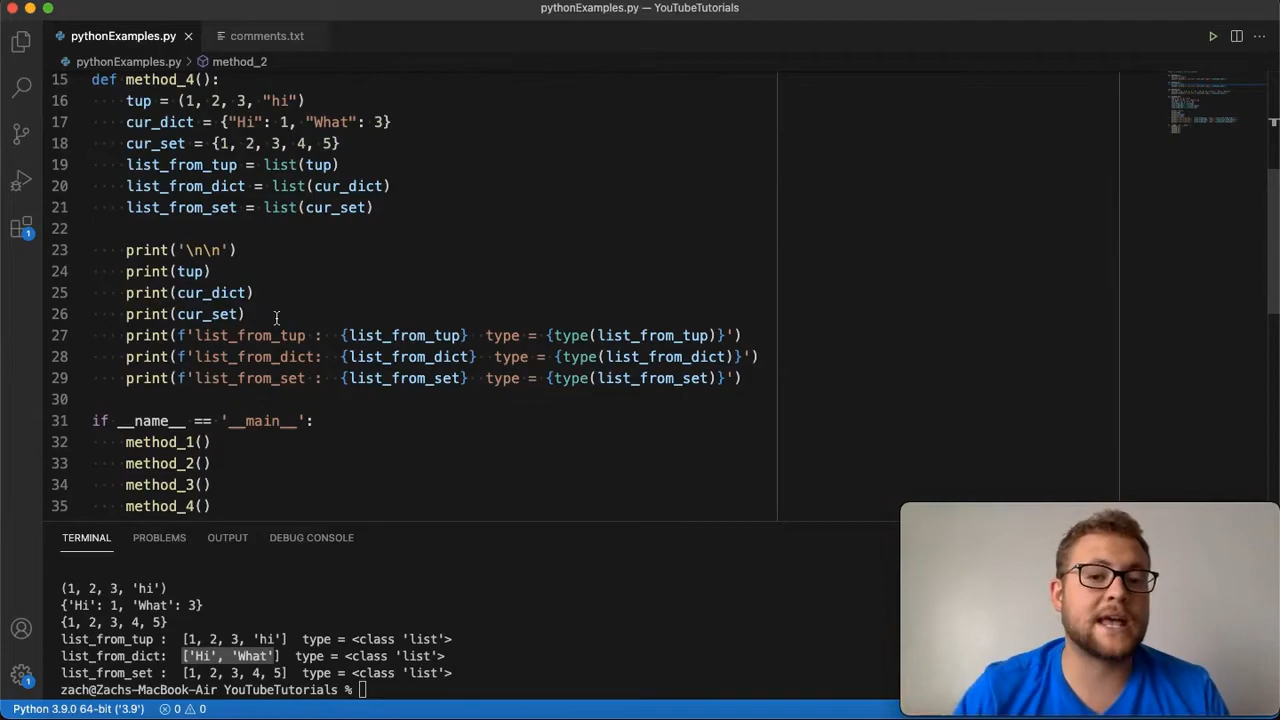 pythonExamples.py — YouTubeTutorials
pythonExamples.py comments.txt
pythonExamples.py > method_2
15 def method_4():
16 tup = (1, 2, 3, "hi")
17 cur_dict = {"Hi": 1, "What": 3}
18 cur_set = {1, 2, 3, 4, 5}
19 list_from_tup = list(tup)
20 list_from_dict = list(cur_dict)
21 list_from_set = list(cur_set)
22
23 print('\n\n')
24 print(tup)
25 print(cur_dict)
26 print(cur_set)
27 print(f'list_from_tup :  {list_from_tup}  type = {type(list_from_tup)}')
28 print(f'list_from_dict:  {list_from_dict}  type = {type(list_from_dict)}')
29 print(f'list_from_set :  {list_from_set}  type = {type(list_from_set)}')
30
31 if __name__ == '__main__':
32 method_1()
33 method_2()
34 method_3()
35 method_4()
TERMINAL PROBLEMS OUTPUT DEBUG CONSOLE
(1, 2, 3, 'hi')
{'Hi': 1, 'What': 3}
{1, 2, 3, 4, 5}
list_from_tup :  [1, 2, 3, 'hi']  type = <class 'list'>
list_from_dict:  ['Hi', 'What']  type = <class 'list'>
list_from_set :  [1, 2, 3, 4, 5]  type = <class 'list'>
zach@Zachs-MacBook-Air YouTubeTutorials %
1
1
Python 3.9.0 64-bit ('3.9') 0 0